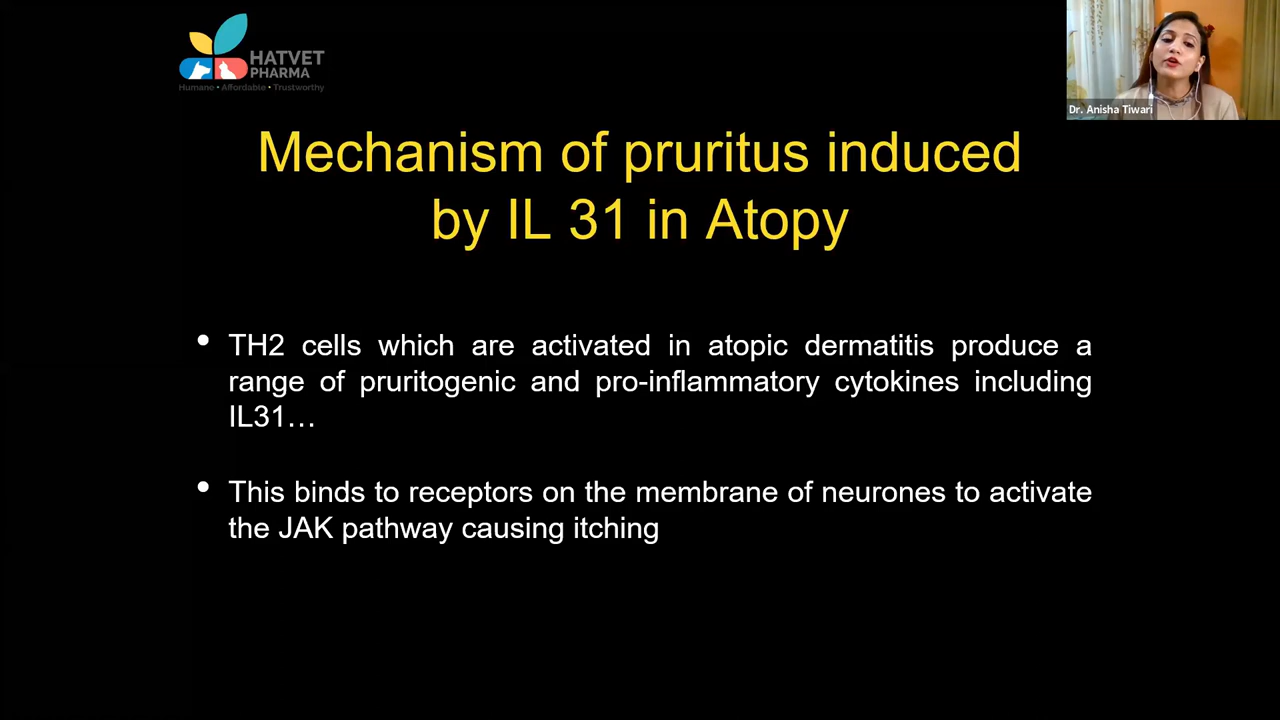 HATVET
PHARMA
Humane • Affordable • Trustworthy
Dr. Anisha Tiwari
Mechanism of pruritus induced
by IL 31 in Atopy
• TH2 cells which are activated in atopic dermatitis produce a
range of pruritogenic and pro-inflammatory cytokines including
IL31…
• This binds to receptors on the membrane of neurones to activate
the JAK pathway causing itching